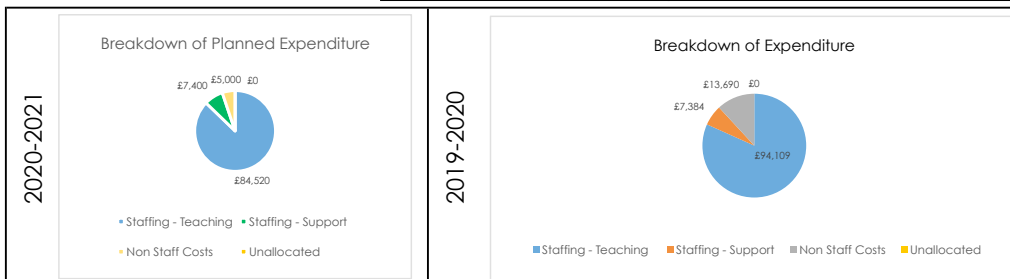 2020-2021
Breakdown of Planned Expenditure
£7,400 £5,000 £0
£84,520
Staffing - Teaching Staffing - Support
Non Staff Costs Unallocated
2019-2020
Breakdown of Expenditure
£13,690 £0
£7,384
£94,109
Staffing - Teaching Staffing - Support Non Staff Costs Unallocated